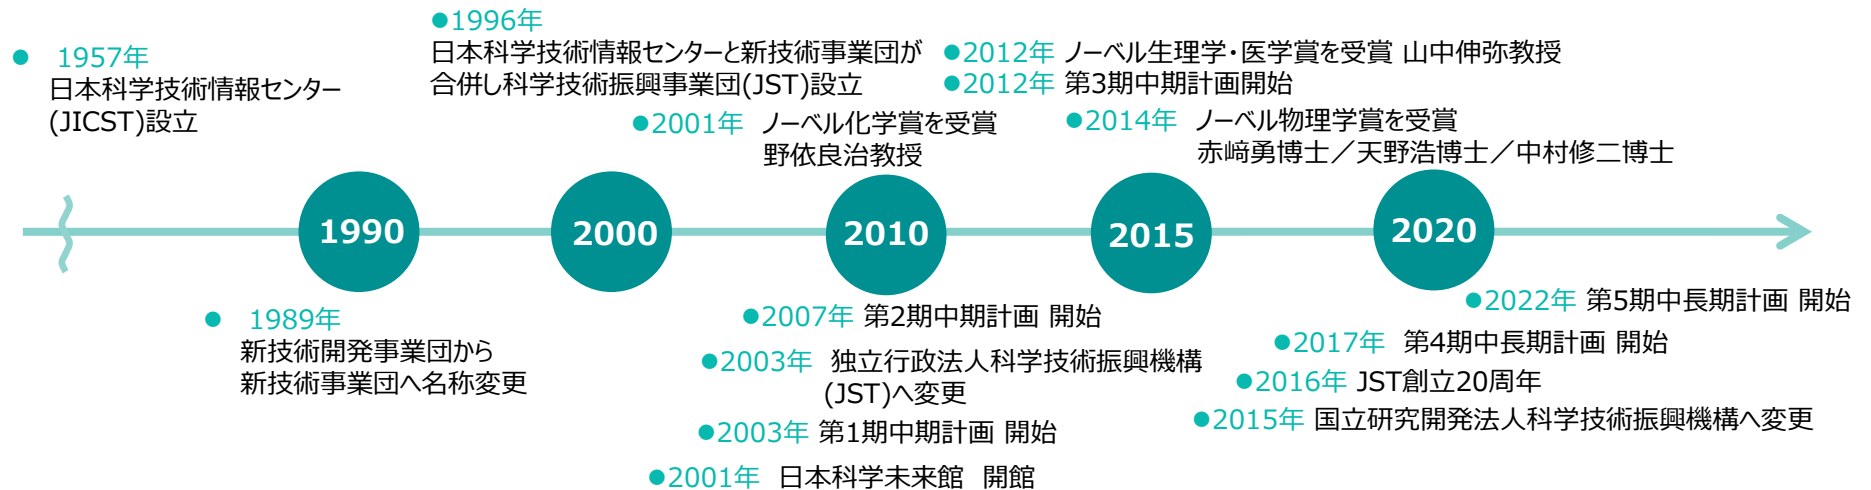 ●1996年
● 1957年
日本科学技術情報センターと新技術事業団が
合併し科学技術振興事業団(JST)設立
●2012年 ノーベル生理学・医学賞を受賞 山中伸弥教授
●2012年 第3期中期計画開始
日本科学技術情報センター
(JICST)設立
●2001年 ノーベル化学賞を受賞
野依良治教授
●2014年 ノーベル物理学賞を受賞
赤﨑勇博士／天野浩博士／中村修二博士
1990
2000
2010
2015
2020
● 1989年
新技術開発事業団から
新技術事業団へ名称変更
●2007年 第2期中期計画 開始
●2003年 独立行政法人科学技術振興機構
(JST)へ変更
●2003年 第1期中期計画 開始
●2001年 日本科学未来館 開館
●2022年 第5期中長期計画 開始
●2017年 第4期中長期計画 開始
●2016年 JST創立20周年
●2015年 国立研究開発法人科学技術振興機構へ変更